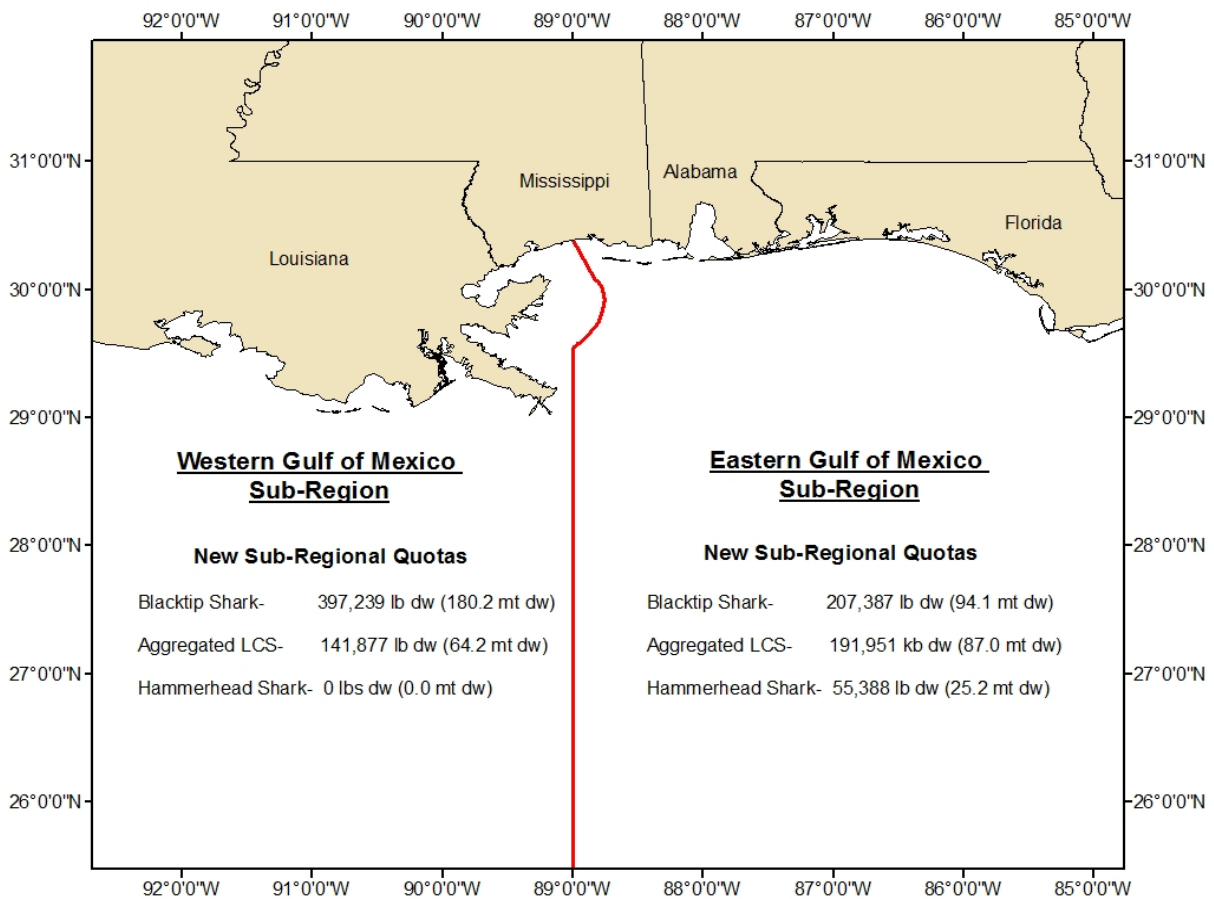 92°0'0"W 91°0'0"W 90°0'0"W 89°0'0"W 88°0'0"W 87°0'0"W 86°0'0"W 85°0'0"W
31°0'0"N 31°0'0"N
Mississippi
Alabama
Florida
Louisiana
30°0'0"N 30°0'0"N
29°0'0"N 29°0'0"N
Western Gulf of Mexico
Sub-Region
New Sub-Regional Quotas
Blacktip Shark- 397,239 lb dw (180.2 mt dw)
Aggregated LCS- 141,877 lb dw (64.2 mt dw)
Hammerhead Shark- 0 lbs dw (0.0 mt dw)
Eastern Gulf of Mexico
Sub-Region
New Sub-Regional Quotas
Blacktip Shark- 207,387 lb dw (94.1 mt dw)
Aggregated LCS- 191,951 kb dw (87.0 mt dw)
Hammerhead Shark- 55,388 lb dw (25.2 mt dw)
28°0'0"N 28°0'0"N
27°0'0"N 27°0'0"N
26°0'0"N 26°0'0"N
92°0'0"W 91°0'0"W 90°0'0"W 89°0'0"W 88°0'0"W 87°0'0"W 86°0'0"W 85°0'0"W